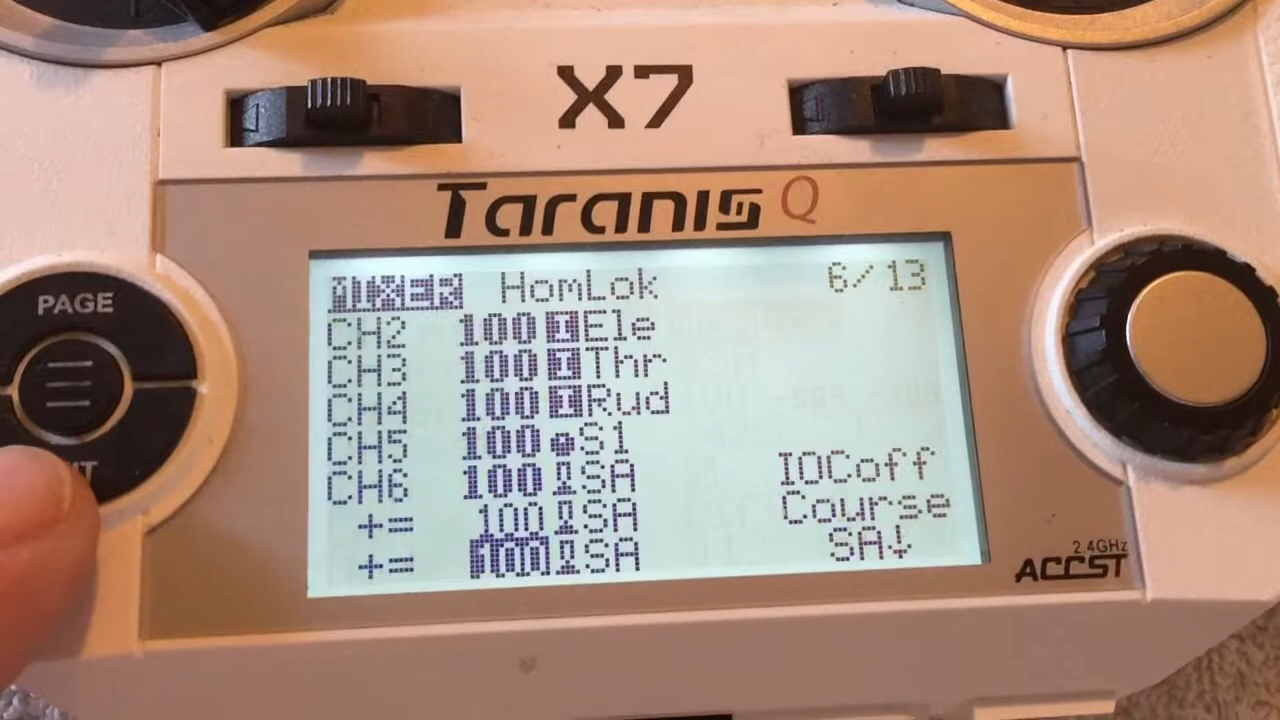 X7
Taranis Q
PAGE
MIXER HomLok 6/13
CH2 100 Ele
CH3 100 Thr
CH4 100 Rud
CH5 100 S1
CH6 100 SA IOCoff
+= 100 SA Course
+= 100 SA SA↓
2.4GHz
ACCST